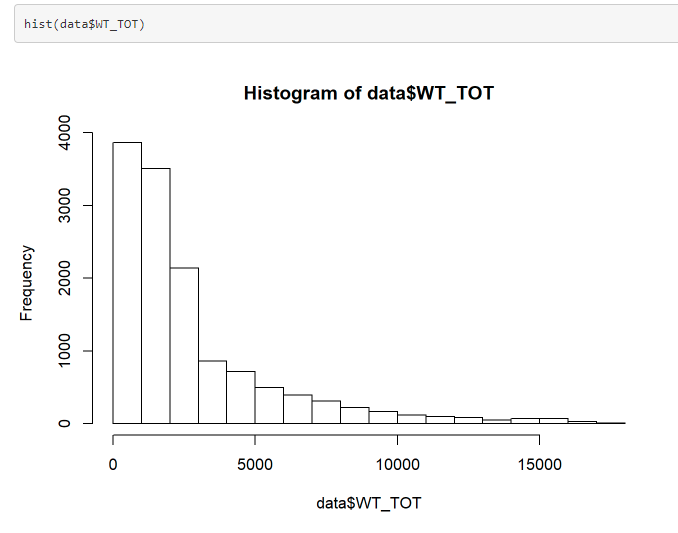 hist(data$WT_TOT)
Histogram of data$WT_TOT
Frequency
4000
3000
2000
1000
0
0 5000 10000 15000
data$WT_TOT